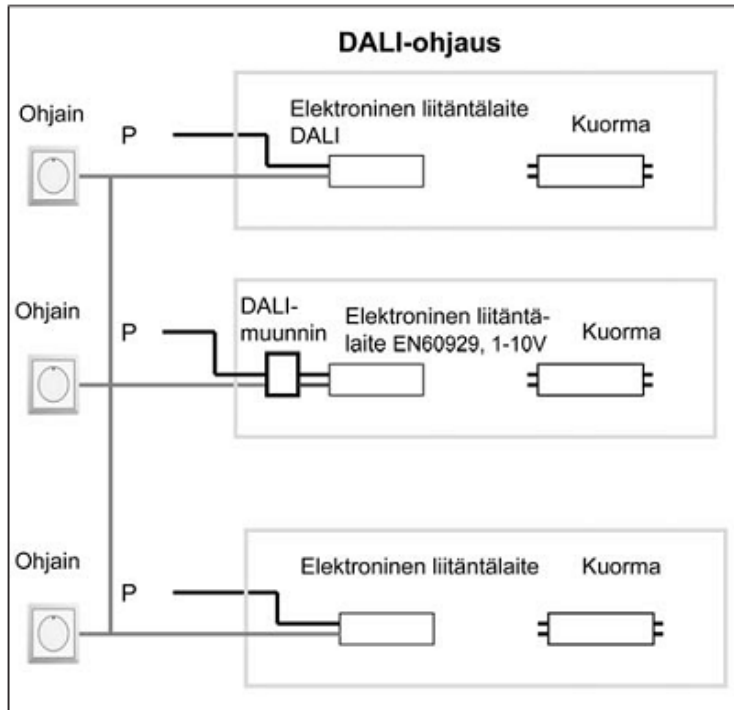 DALI-ohjaus
Ohjain
P
Elektroninen liitäntälaite
DALI
Kuorma
Ohjain
P
DALI-
muunnin
Elektroninen liitäntä-
laite EN60929, 1-10V
Kuorma
Ohjain
P
Elektroninen liitäntälaite
Kuorma